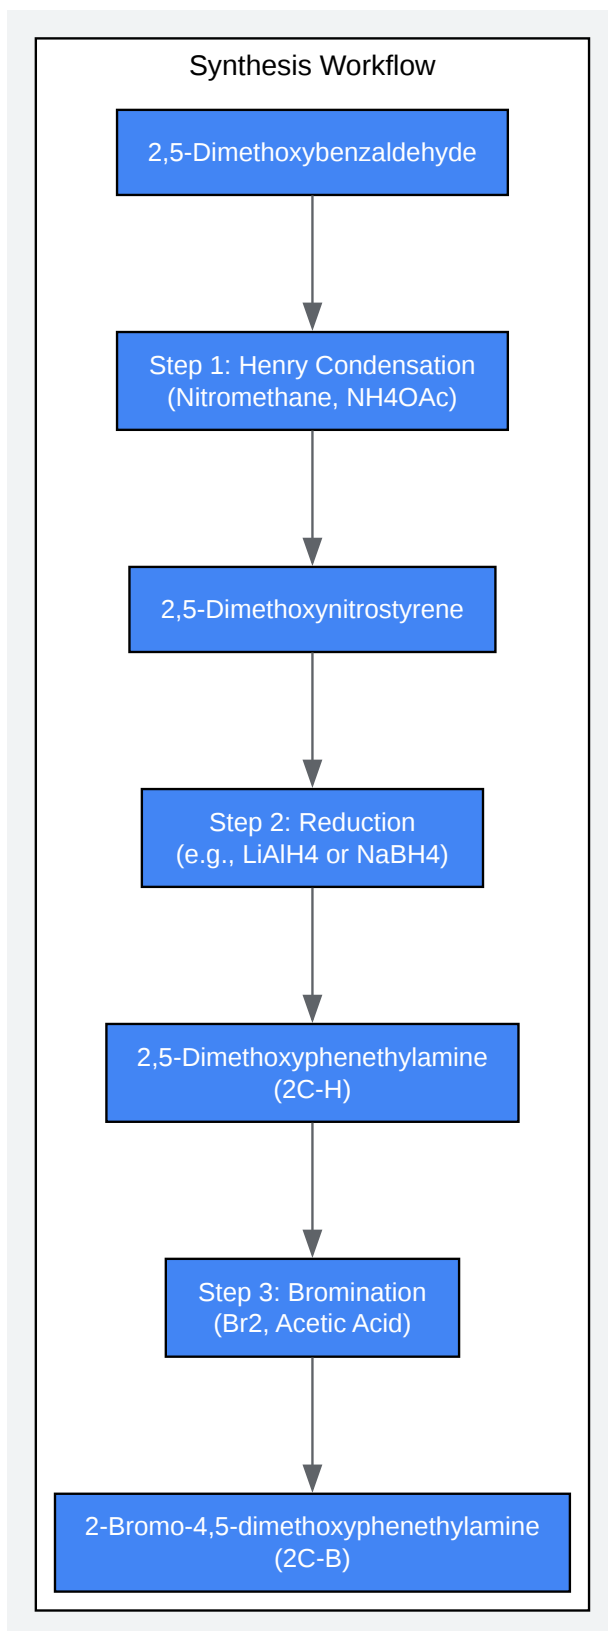 Synthesis Workflow
2,5-Dimethoxybenzaldehyde
Step 1: Henry Condensation
(Nitromethane, NH4OAc)
2,5-Dimethoxynitrostyrene
Step 2: Reduction
(e.g., LiAlH4 or NaBH4)
2,5-Dimethoxyphenethylamine
(2C-H)
Step 3: Bromination
(Br2, Acetic Acid)
2-Bromo-4,5-dimethoxyphenethylamine
(2C-B)